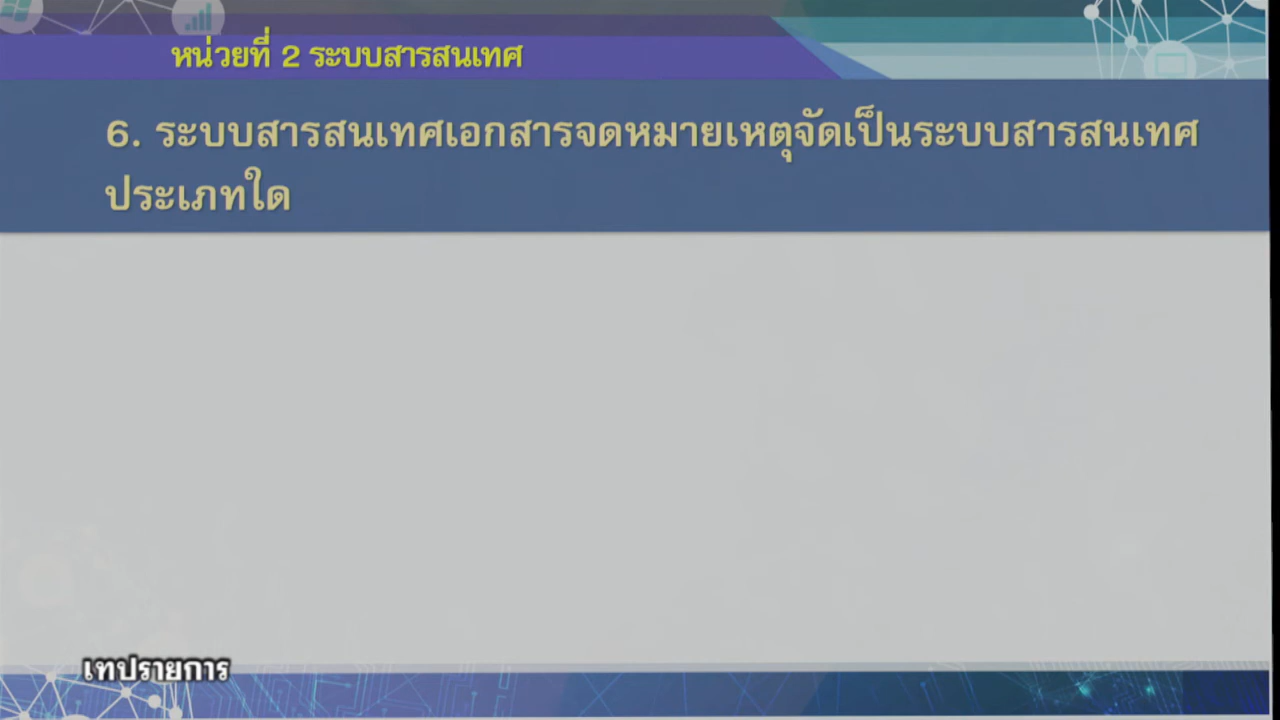 หน่วยที่ 2 ระบบสารสนเทศ
6. ระบบสารสนเทศเอกสารจดหมายเหตุจัดเป็นระบบสารสนเทศ
ประเภทใด
เทปรายการ